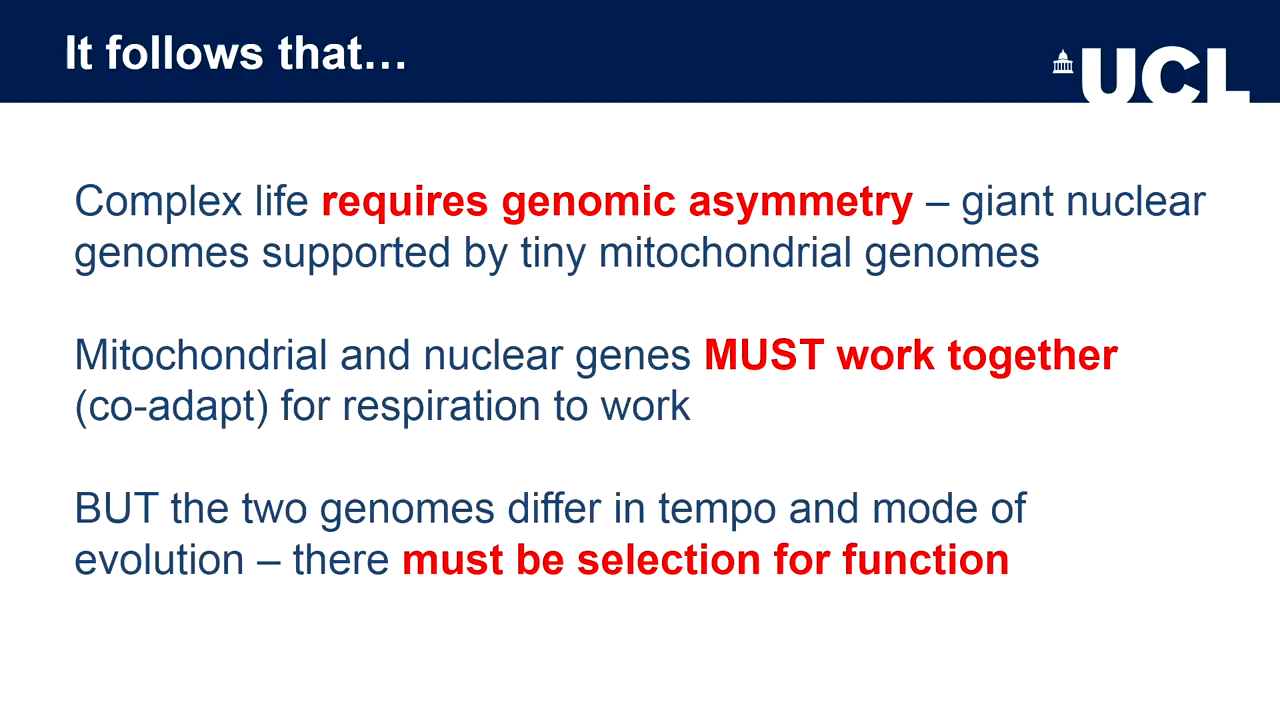 It follows that...
UCL
Complex life requires genomic asymmetry – giant nuclear
genomes supported by tiny mitochondrial genomes
Mitochondrial and nuclear genes MUST work together
(co-adapt) for respiration to work
BUT the two genomes differ in tempo and mode of
evolution – there must be selection for function